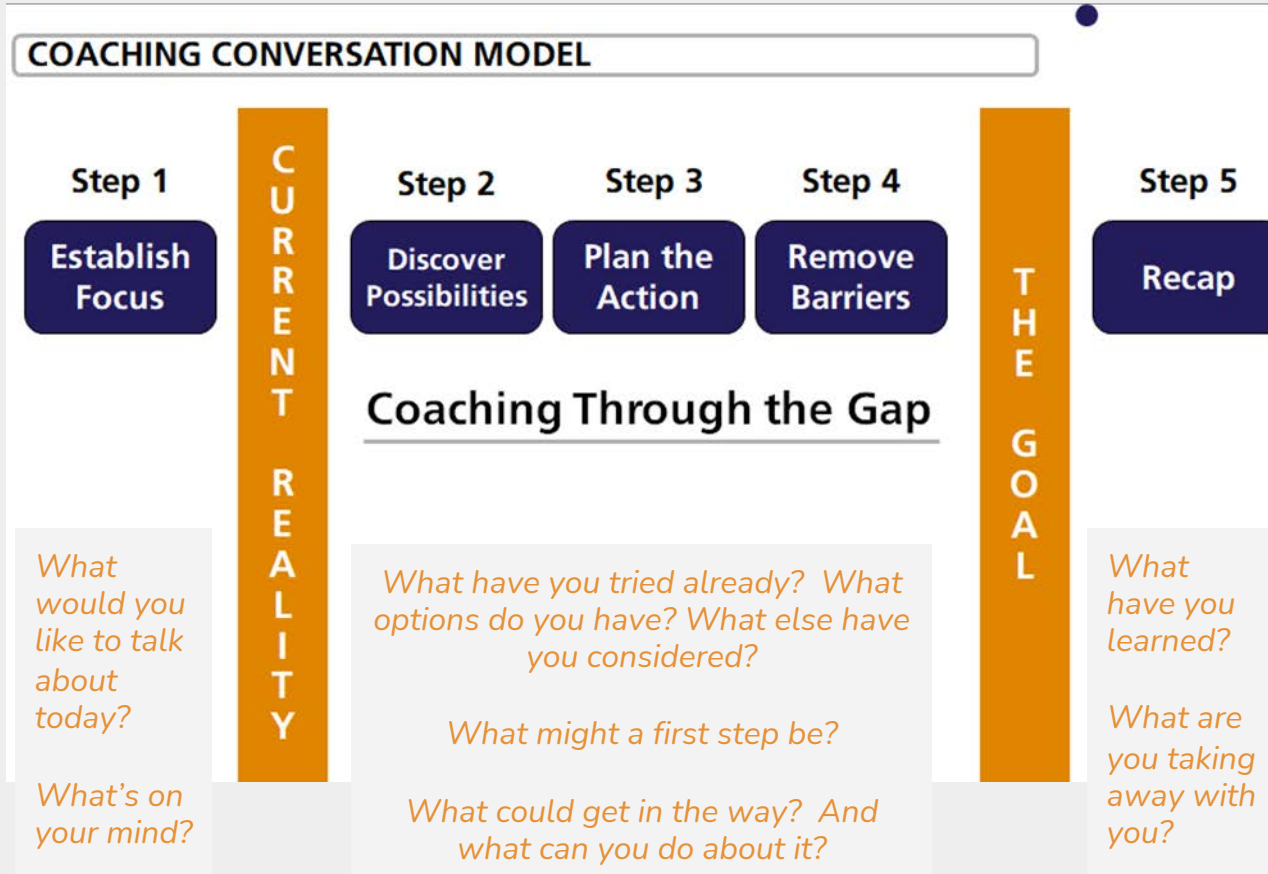 COACHING CONVERSATION MODEL
Step 1
Establish
Focus
CURRENT REALITY
Step 2
Discover
Possibilities
Step 3
Plan the
Action
Step 4
Remove
Barriers
Coaching Through the Gap
THE GOAL
Step 5
Recap
What
would you
like to talk
about
today?
What's on
your mind?
What have you tried already? What
options do you have? What else have
you considered?
What might a first step be?
What could get in the way? And
what can you do about it?
What
have you
learned?
What are
you taking
away with
you?